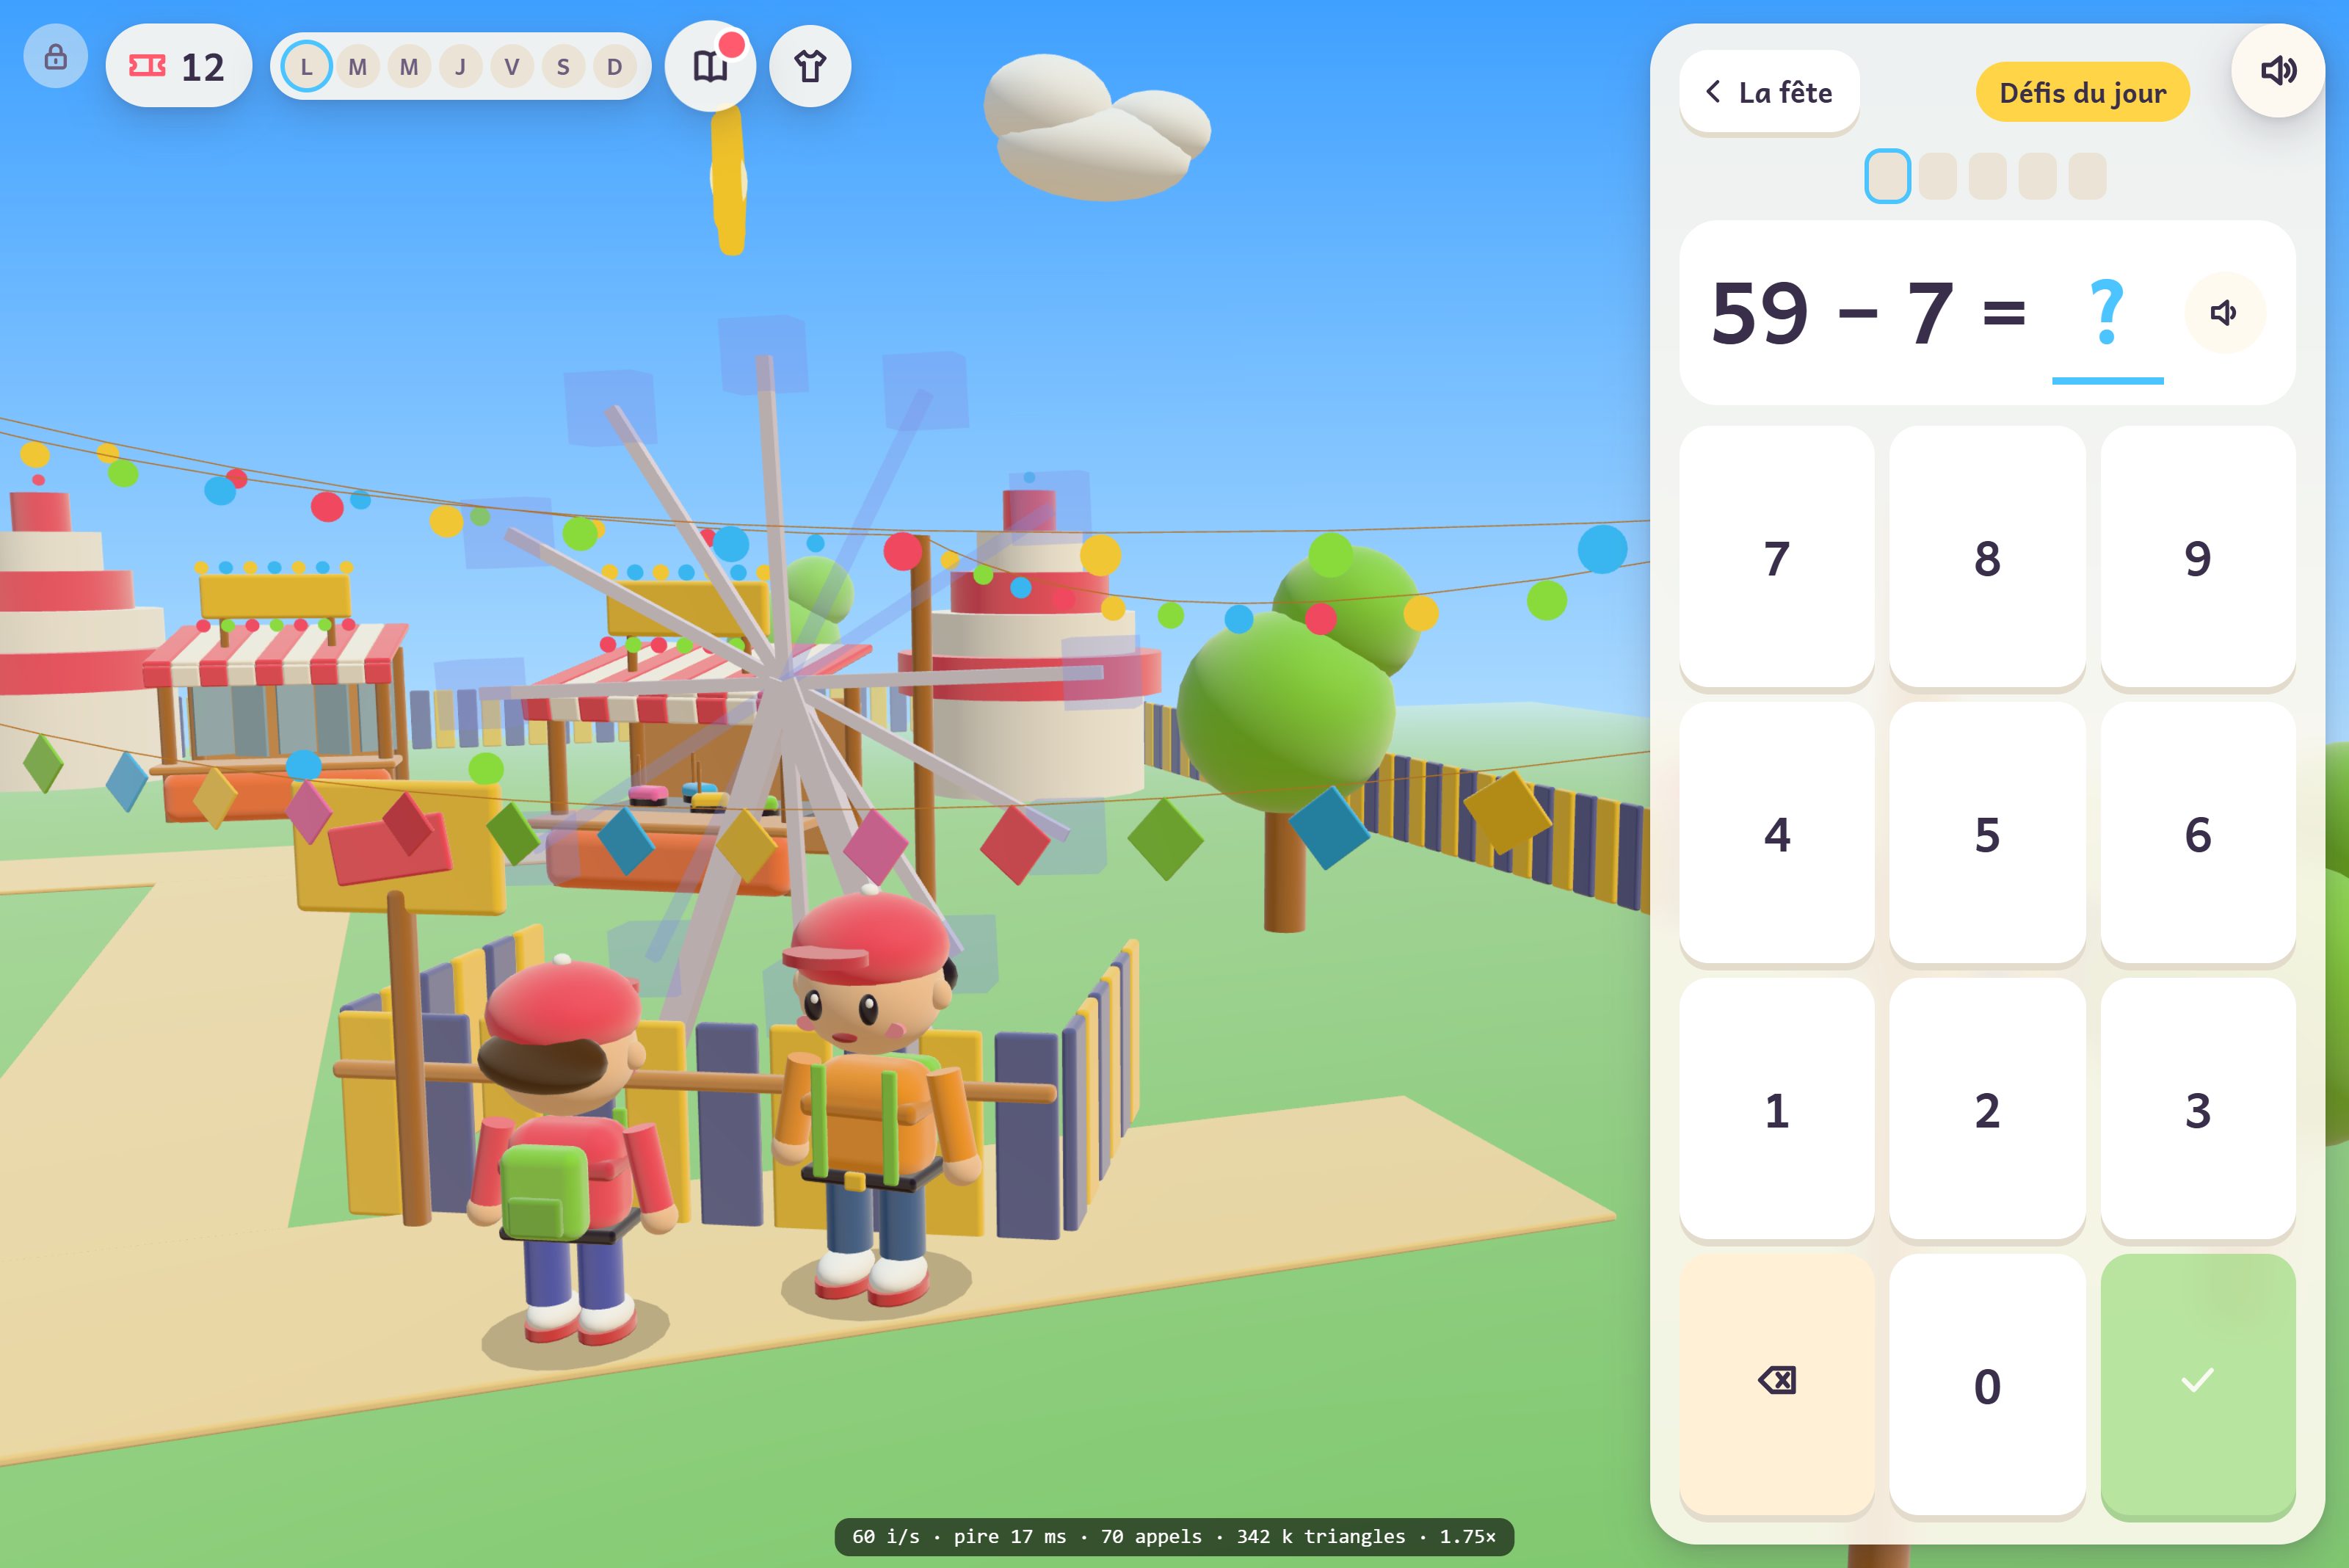 12
L M M J V S D
La fête
Défis du jour
59 – 7 = ?
7 8 9
4 5 6
1 2 3
0
60 i/s · pire 17 ms · 70 appels · 342 k triangles · 1.75×